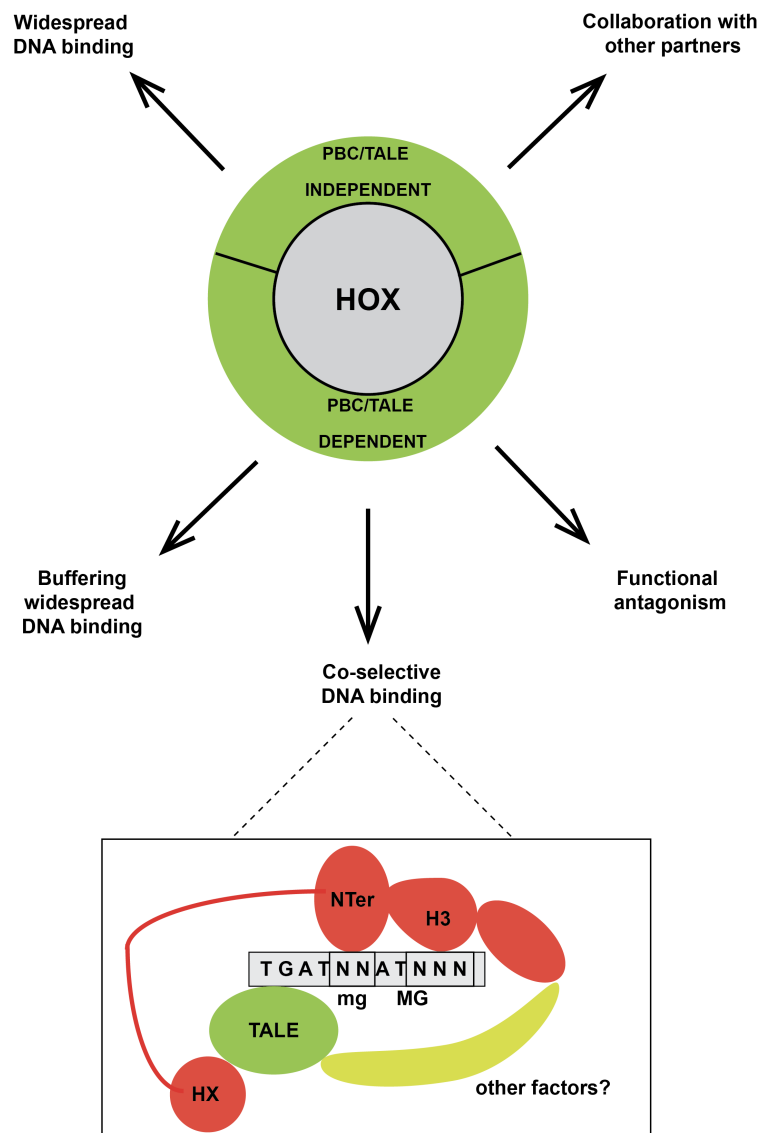 Widespread
DNA binding
Collaboration with
other partners
PBC/TALE
INDEPENDENT
HOX
PBC/TALE
DEPENDENT
Buffering
widespread
DNA binding
Functional
antagonism
Co-selective
DNA binding
NTer
H3
TGATNNATNNN
mg
MG
TALE
HX
other factors?